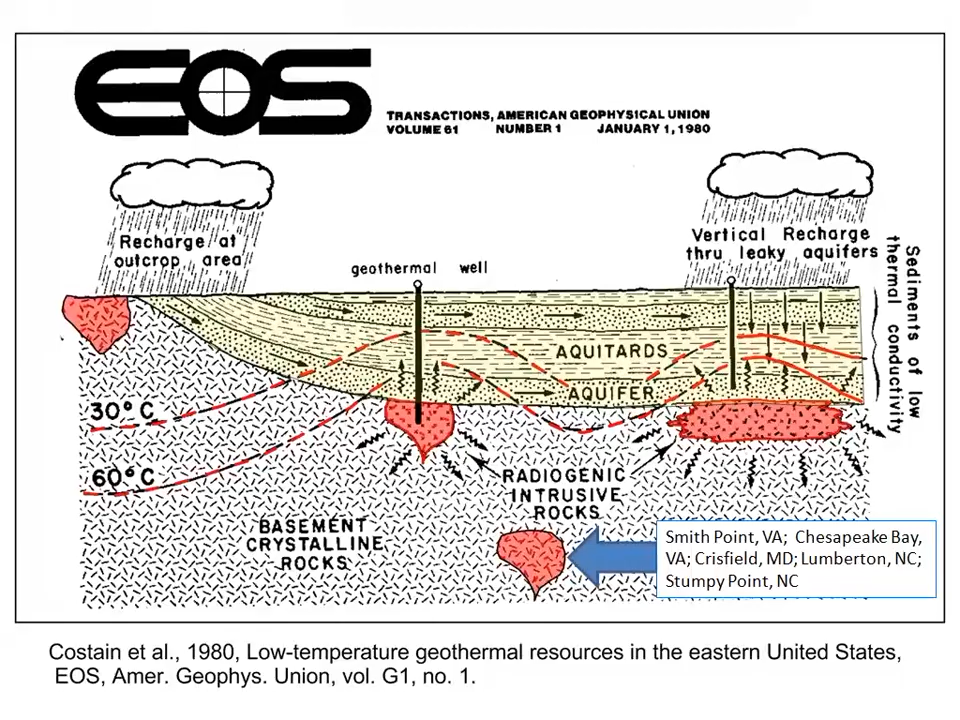 EOS
TRANSACTIONS, AMERICAN GEOPHYSICAL UNION
VOLUME 61 NUMBER 1 JANUARY 1, 1980
Recharge at
outcrop area
geothermal well
Vertical Recharge
thru leaky aquifers
Sediments of low
thermal conductivity
AQUITARDS
AQUIFER
30°C
60°C
RADIOGENIC
INTRUSIVE
ROCKS
BASEMENT
CRYSTALLINE
ROCKS
Smith Point, VA; Chesapeake Bay,
VA; Crisfield, MD; Lumberton, NC;
Stumpy Point, NC
Costain et al., 1980, Low-temperature geothermal resources in the eastern United States,
EOS, Amer. Geophys. Union, vol. G1, no. 1.